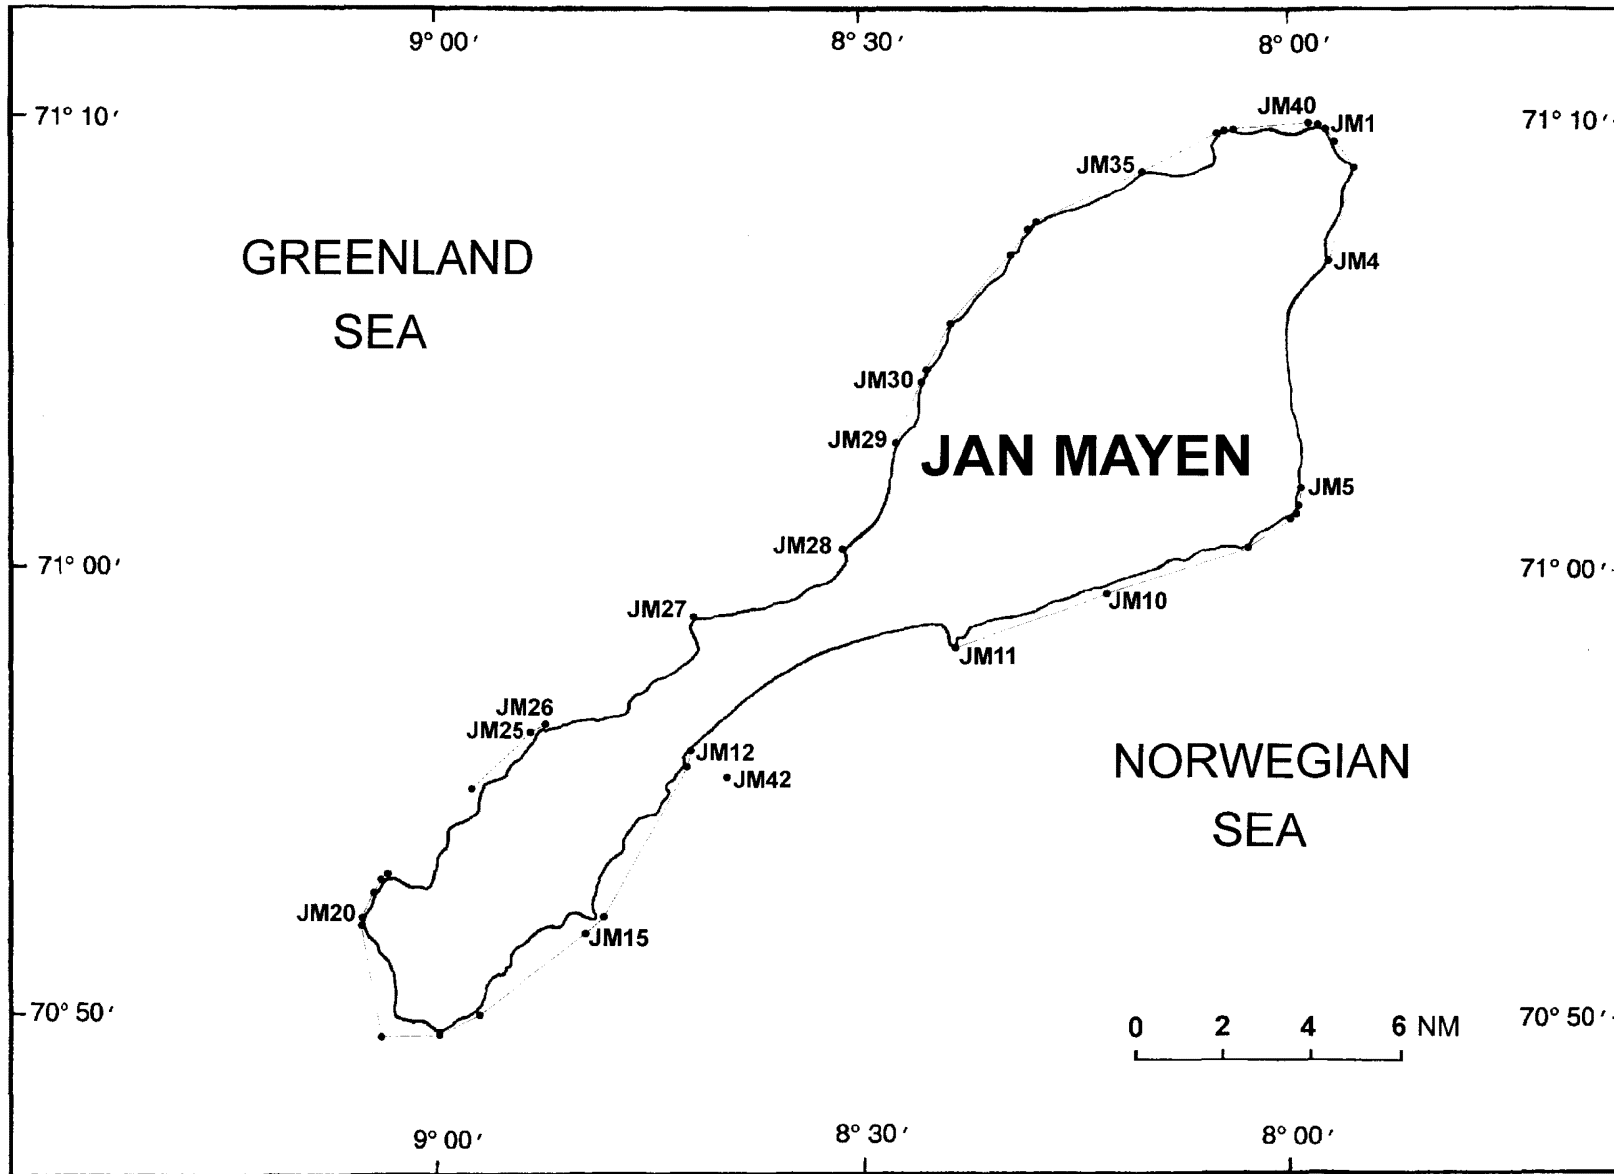 9° 00′
8° 30′
8° 00′
71° 10′
JM40
JM1
71° 10′
JM35
GREENLAND
SEA
JM4
JM30
JM29
JAN MAYEN
JM5
JM28
71° 00′
71° 00′
JM27
JM10
JM11
JM26
JM25
JM12
JM42
NORWEGIAN
SEA
JM20
JM15
70° 50′
70° 50′
0 2 4 6 NM
9° 00′
8° 30′
8° 00′